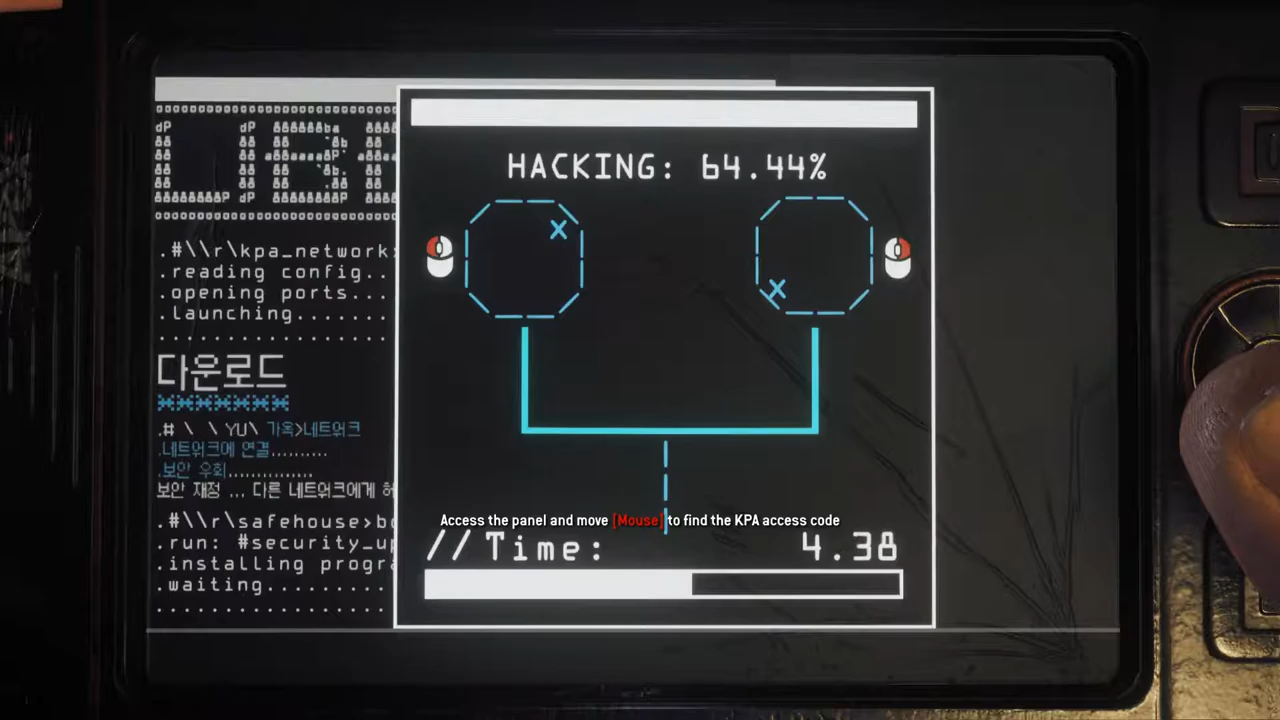 .#\\r\kpa_network>
.reading config..
.opening ports...
.launching.......
다운로드
.# \ \ YU\ 가옥>네트워크
.네트워크에 연결..........
.보안 우회...............
보안 재정 ... 다른 네트워크에게 허
.#\\r\safehouse>bo
.run: #security_up
.installing progra
.waiting..........
HACKING: 64.44%
Access the panel and move [Mouse] to find the KPA access code
//Time: 4.38